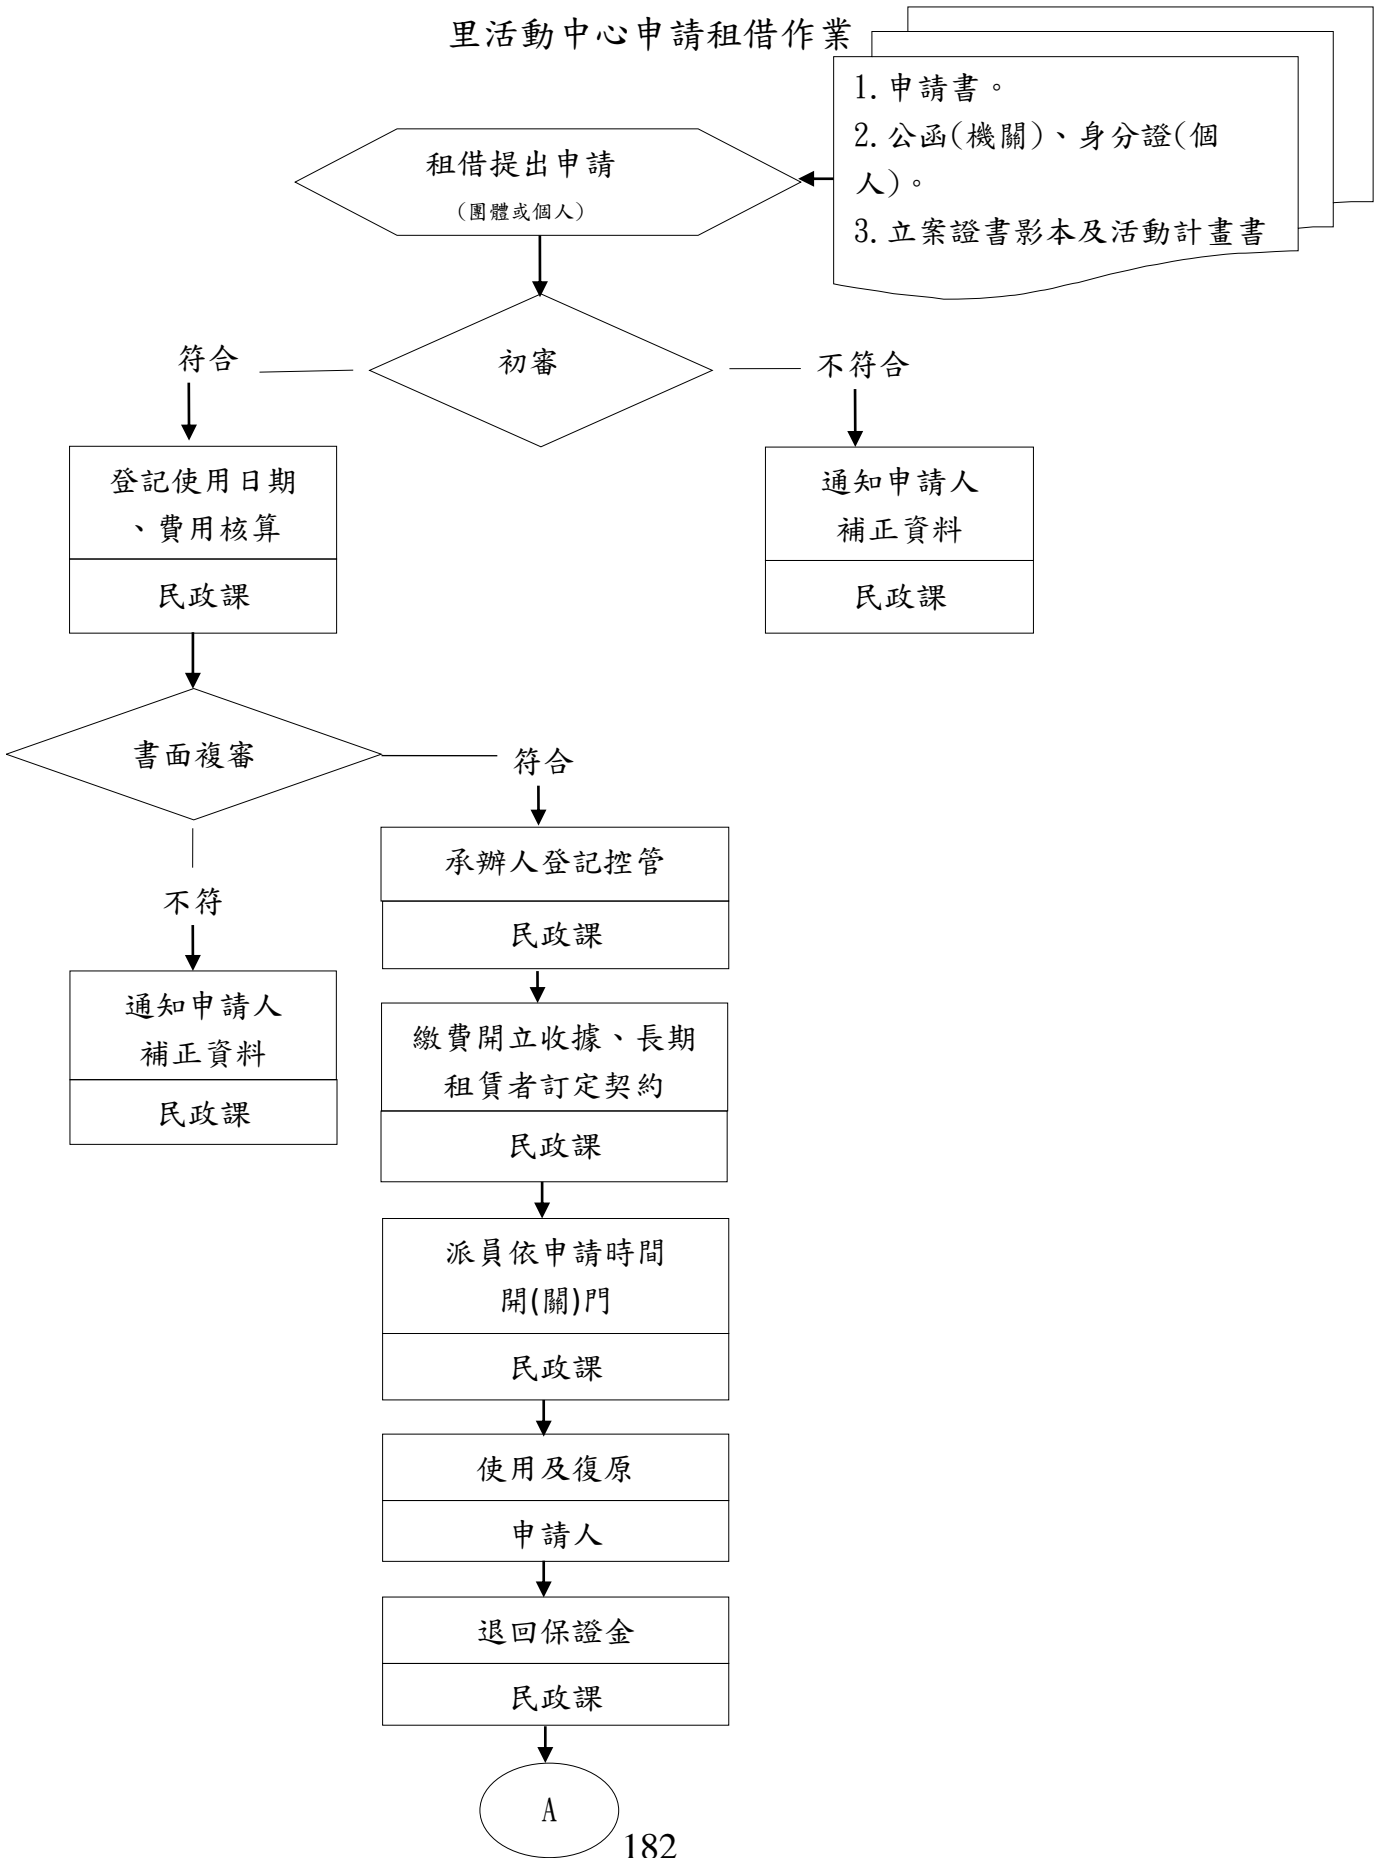 里活動中心申請租借作業
1.申請書。
2.公函(機關)、身分證(個
人)。
3.立案證書影本及活動計畫書
租借提出申請
(團體或個人)
初審
符合
不符合
登記使用日期
、費用核算
民政課
通知申請人
補正資料
民政課
書面複審
符合
不符
承辦人登記控管
民政課
通知申請人
補正資料
民政課
繳費開立收據、長期
租賃者訂定契約
民政課
派員依申請時間
開(關)門
民政課
使用及復原
申請人
退回保證金
民政課
A
182